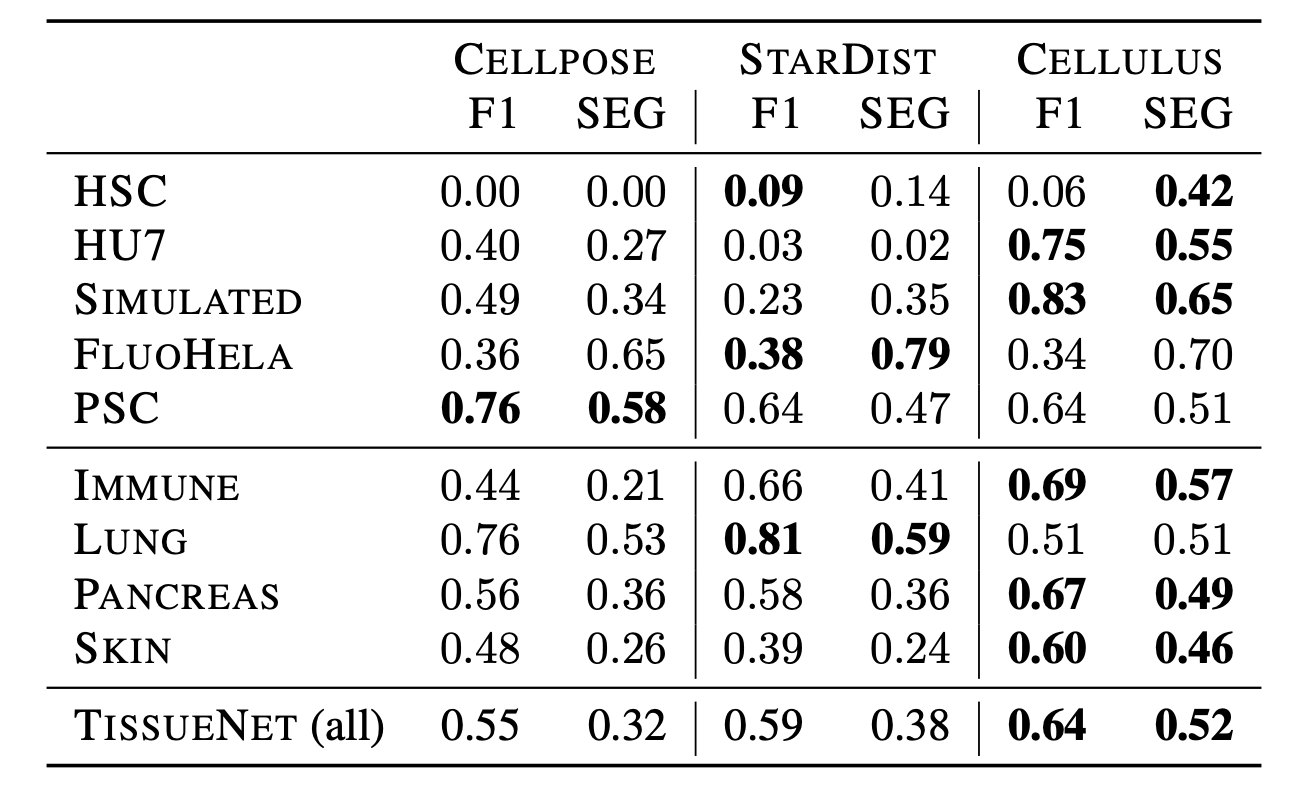 CELLPOSE STARDIST CELLULUS
F1 SEG F1 SEG F1 SEG
HSC 0.00 0.00 0.09 0.14 0.06 0.42
HU7 0.40 0.27 0.03 0.02 0.75 0.55
SIMULATED 0.49 0.34 0.23 0.35 0.83 0.65
FLUOHELA 0.36 0.65 0.38 0.79 0.34 0.70
PSC 0.76 0.58 0.64 0.47 0.64 0.51
IMMUNE 0.44 0.21 0.66 0.41 0.69 0.57
LUNG 0.76 0.53 0.81 0.59 0.51 0.51
PANCREAS 0.56 0.36 0.58 0.36 0.67 0.49
SKIN 0.48 0.26 0.39 0.24 0.60 0.46
TISSUENET (all) 0.55 0.32 0.59 0.38 0.64 0.52